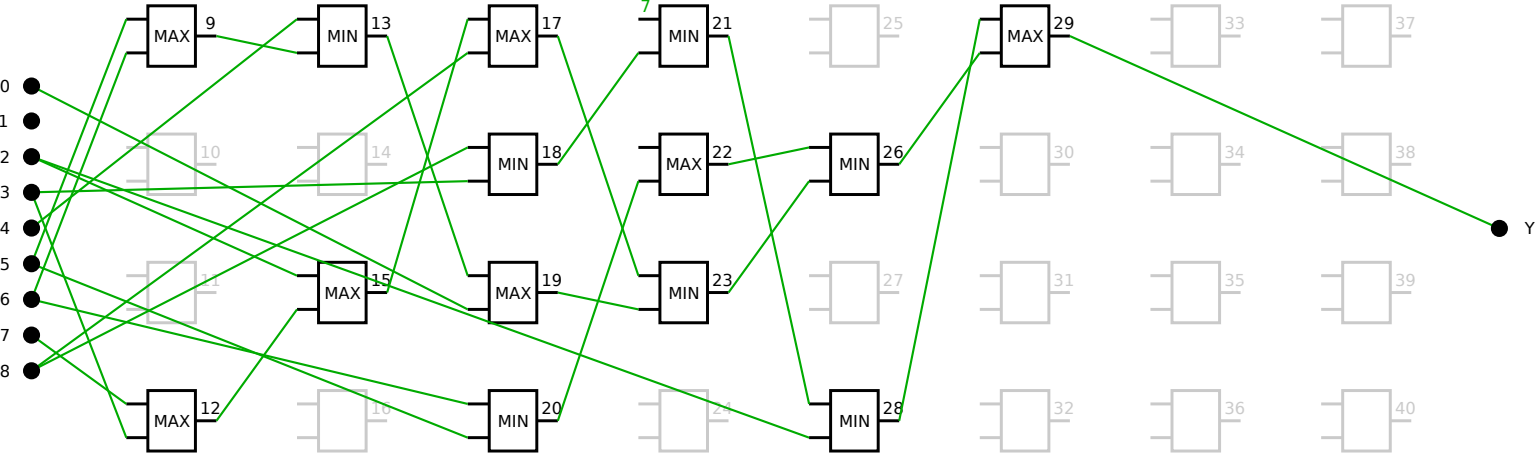 7
9 13 17 21 25 29 33 37
MAX MIN MAX MIN MAX
0
1
10 14 18 22 26 30 34 38
MIN MAX MIN
2
3
4 Y
5
11 15 19 23 27 31 35 39
MAX MAX MIN
6
7
8
12 16 20 24 28 32 36 40
MAX MIN MIN